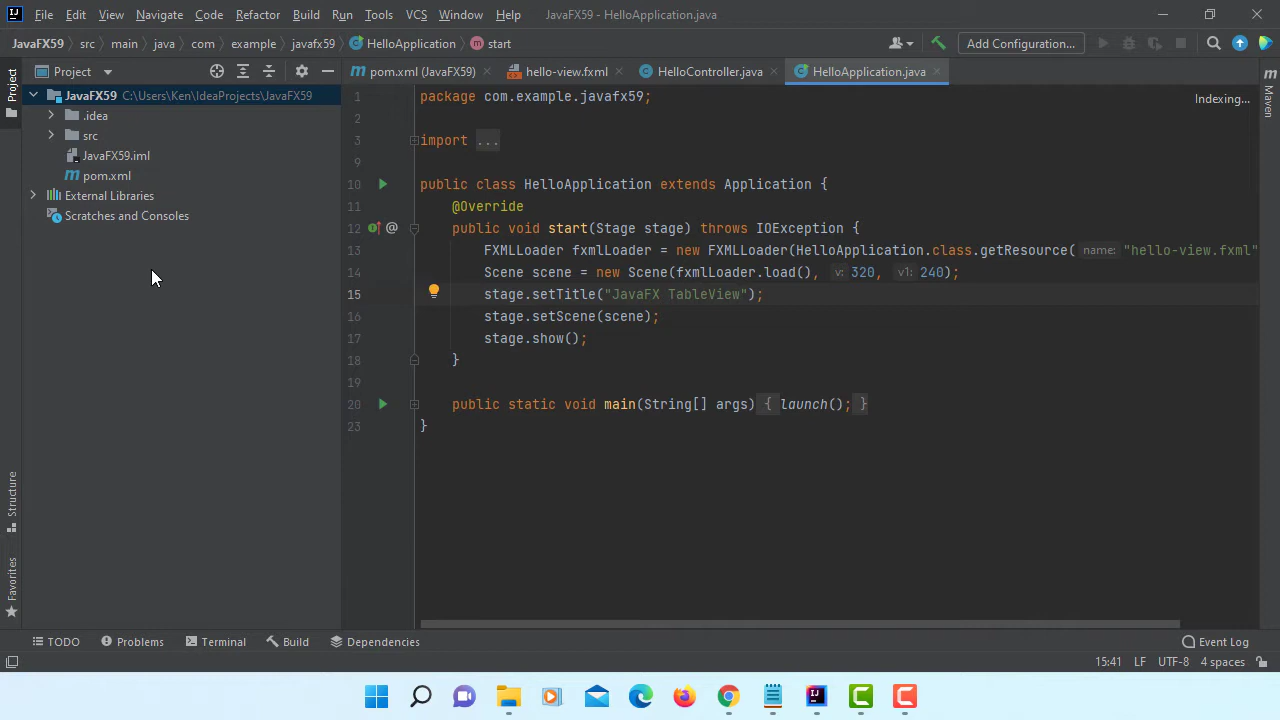 File Edit View Navigate Code Refactor Build Run Tools VCS Window Help JavaFX59 - HelloApplication.java
JavaFX59 src main java com example javafx59 HelloApplication start Add Configuration...
Project
Project pom.xml (JavaFX59) hello-view.fxml HelloController.java HelloApplication.java
Maven
JavaFX59 C:\Users\Ken\IdeaProjects\JavaFX59
.idea
src
JavaFX59.iml
pom.xml
External Libraries
Scratches and Consoles
Indexing...
1 package com.example.javafx59;
2
3 import ...
9
10 public class HelloApplication extends Application {
11 @Override
12 public void start(Stage stage) throws IOException {
13 FXMLLoader fxmlLoader = new FXMLLoader(HelloApplication.class.getResource( name: "hello-view.fxml"
14 Scene scene = new Scene(fxmlLoader.load(), v: 320, v1: 240);
15 stage.setTitle("JavaFX TableView");
16 stage.setScene(scene);
17 stage.show();
18 }
19
20 public static void main(String[] args) { launch(); }
23 }
Structure
Favorites
TODO Problems Terminal Build Dependencies Event Log
15:41 LF UTF-8 4 spaces